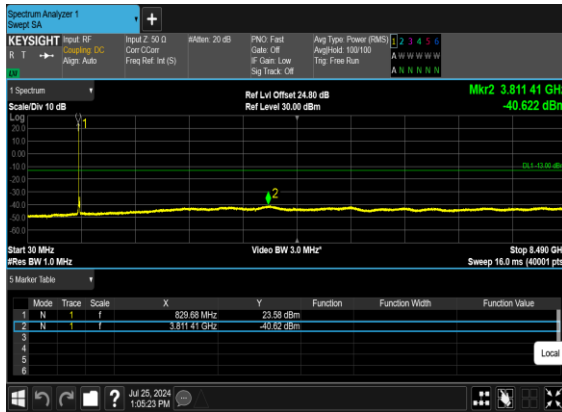 Spectrum Analyzer 1
Swept SA
+
KEYSIGHT Input: RF Input Z: 50 Ω #Atten: 20 dB PNO: Fast Avg Type: Power (RMS) 1 2 3 4 5 6
R T Coupling: DC Corr CCorr Gate: Off Avg|Hold: 100/100 A W W W W W
Align: Auto Freq Ref: Int (S) IF Gain: Low Trig: Free Run
Sig Track: Off A N N N N N
1 Spectrum
Scale/Div 10 dB Ref Lvl Offset 24.80 dB Mkr2 3.811 41 GHz
Ref Level 30.00 dBm -40.622 dBm
Log
20.0
10.0
0.00
-10.0
-20.0
-30.0
-40.0
-50.0
-60.0
1
2
DL1 -13.00 dBm
Start 30 MHz Video BW 3.0 MHz* Stop 8.490 GHz
#Res BW 1.0 MHz Sweep 16.0 ms (40001 pts)
5 Marker Table
Mode Trace Scale X Y Function Function Width Function Value
1 N 1 f 829.68 MHz 23.58 dBm
2 N 1 f 3.811 41 GHz -40.62 dBm
3
4
5
6
Local
?
Jul 25, 2024
1:05:23 PM